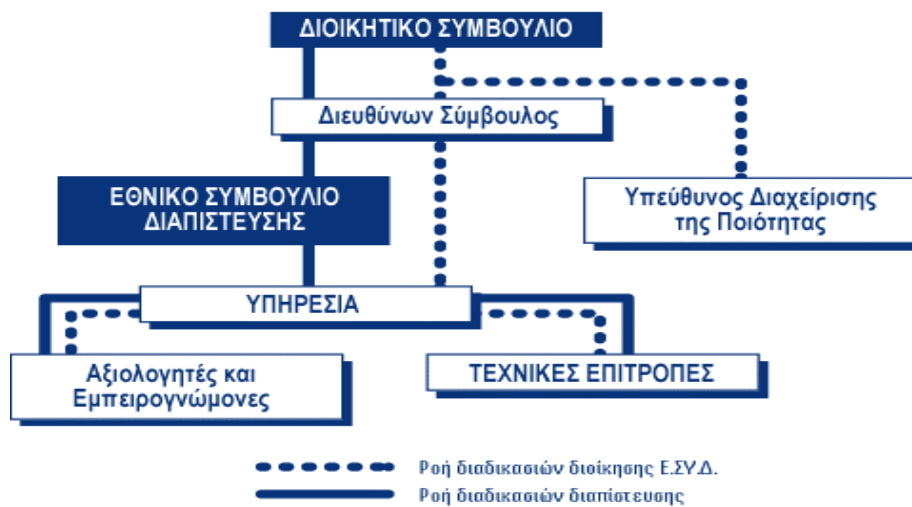 ΔΙΟΙΚΗΤΙΚΟ ΣΥΜΒΟΥΛΙΟ
Διευθύνων Σύμβουλος
ΕΘΝΙΚΟ ΣΥΜΒΟΥΛΙΟ
ΔΙΑΠΙΣΤΕΥΣΗΣ
Υπεύθυνος Διαχείρισης
της Ποιότητας
ΥΠΗΡΕΣΙΑ
Αξιολογητές και
Εμπειρογνώμονες
ΤΕΧΝΙΚΕΣ ΕΠΙΤΡΟΠΕΣ
Ροή διαδικασιών διοίκησης Ε.ΣΥ.Δ.
Ροή διαδικασιών διαπίστευσης